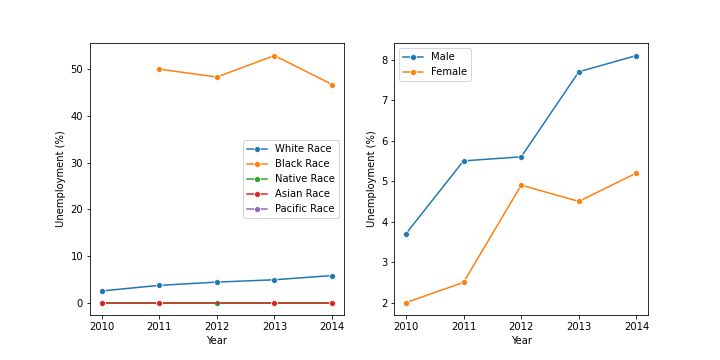 Unemployment (%)
50
40
30
20
10
0
2010 2011 2012 2013 2014
Year
White Race
Black Race
Native Race
Asian Race
Pacific Race
Unemployment (%)
8
7
6
5
4
3
2
2010 2011 2012 2013 2014
Year
Male
Female